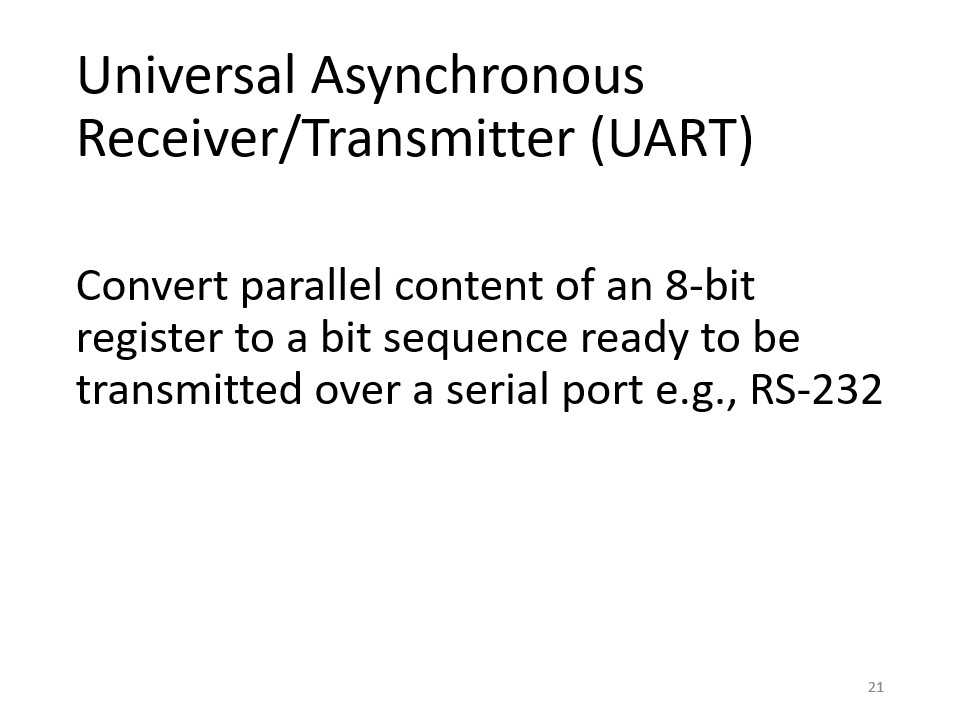 Universal Asynchronous
Receiver/Transmitter (UART)
Convert parallel content of an 8-bit
register to a bit sequence ready to be
transmitted over a serial port e.g., RS-232
21